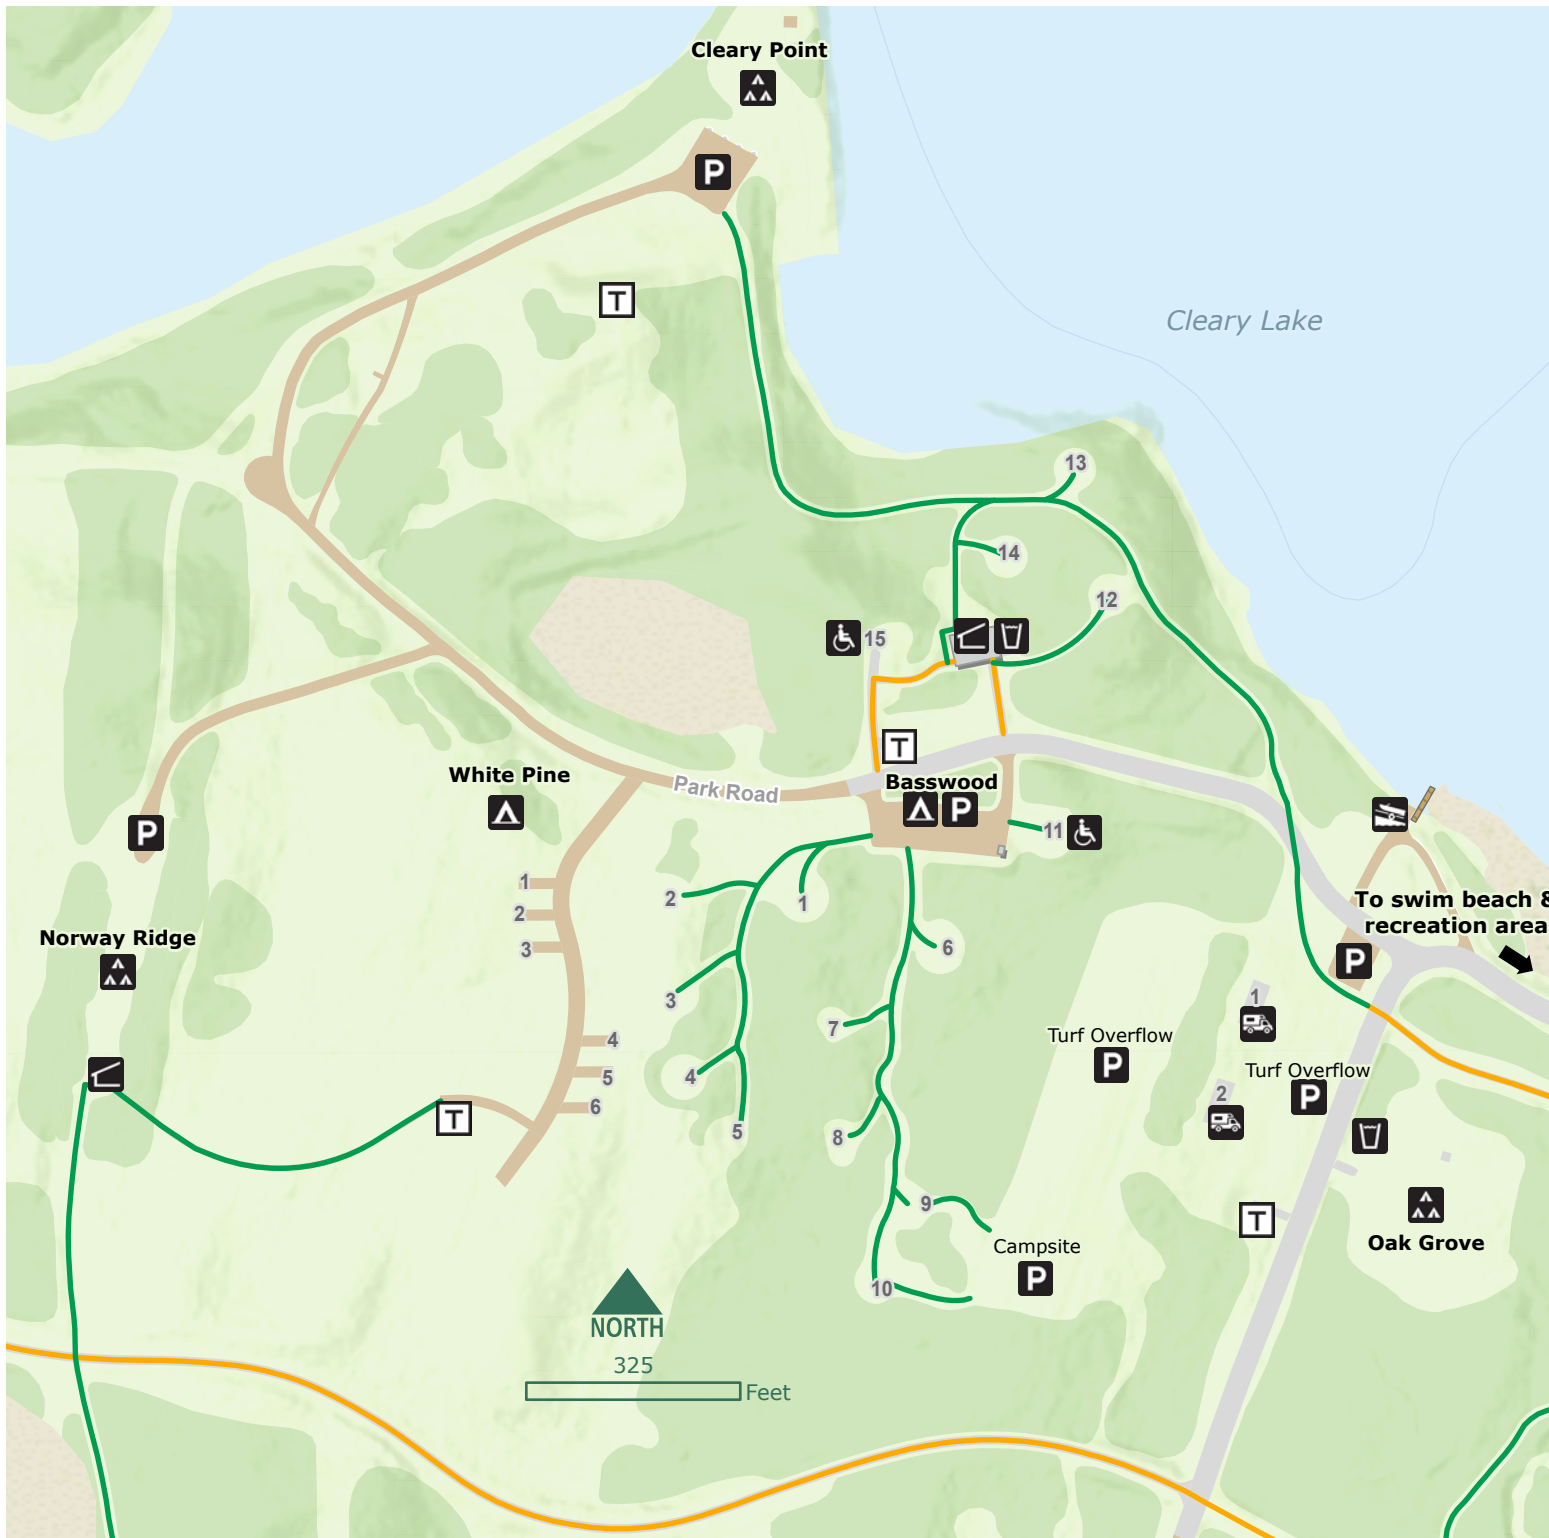 Cleary Point
P
T
Cleary Lake
13
14
12
15
T
White Pine
Park Road
Basswood
P
11
P
1
2
3
2
1
To swim beach &
recreation area
Norway Ridge
6
P
3
7
1
Turf Overflow
P
4
5
6
4
Turf Overflow
P
2
T
5
8
9
T
Oak Grove
Campsite
P
10
NORTH
325
Feet